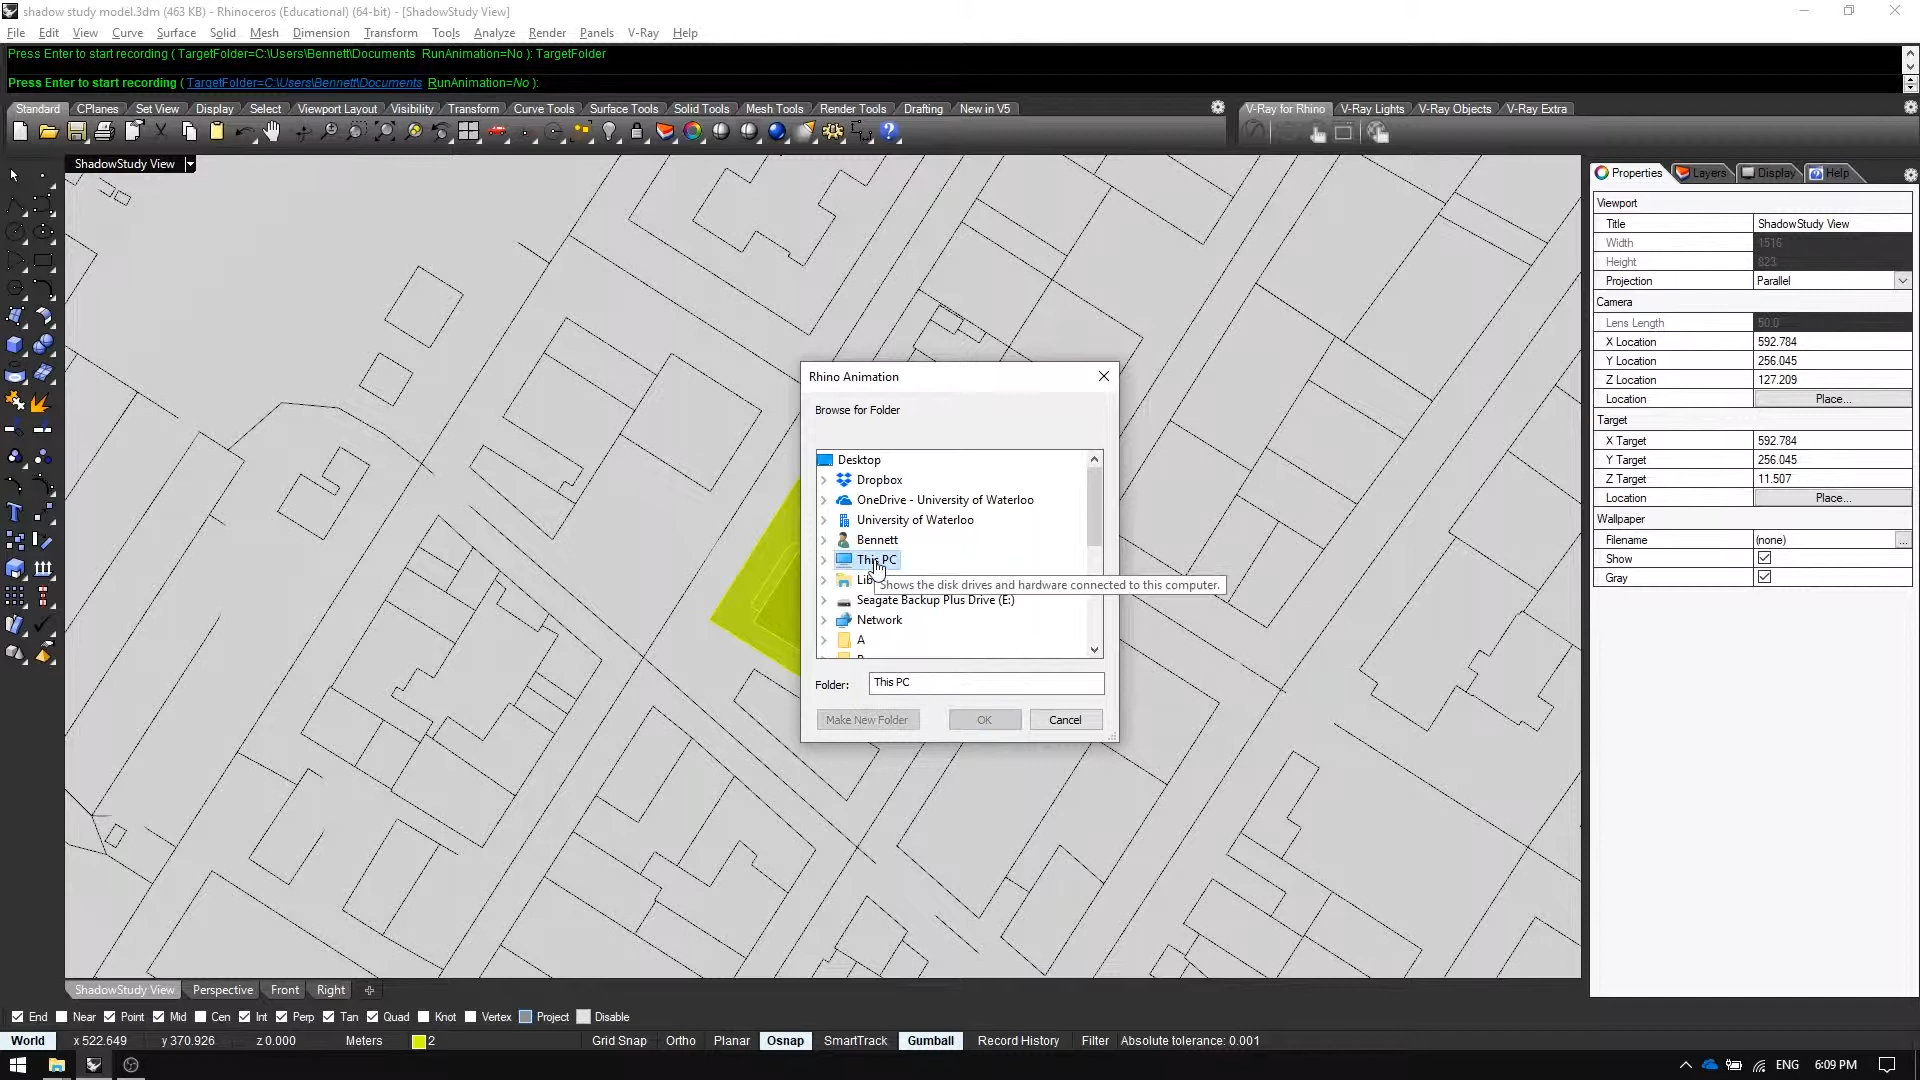 shadow study model.3dm (463 KB) - Rhinoceros (Educational) (64-bit) - [ShadowStudy View]
File Edit View Curve Surface Solid Mesh Dimension Transform Tools Analyze Render Panels V-Ray Help
Press Enter to start recording ( TargetFolder=C:\Users\Bennett\Documents RunAnimation=No ): TargetFolder
Press Enter to start recording ( TargetFolder=C:\Users\Bennett\Documents RunAnimation=No ):
Standard CPlanes Set View Display Select Viewport Layout Visibility Transform Curve Tools Surface Tools Solid Tools Mesh Tools Render Tools Drafting New in V5
V-Ray for Rhino V-Ray Lights V-Ray Objects V-Ray Extra
ShadowStudy View
Properties Layers Display Help
Viewport
Title ShadowStudy View
Width 1516
Height 823
Projection Parallel
Camera
Lens Length 50.0
X Location 592.784
Y Location 256.045
Z Location 127.209
Location Place...
Target
X Target 592.784
Y Target 256.045
Z Target 11.507
Location Place...
Wallpaper
Filename (none) ...
Show
Gray
Rhino Animation
Browse for Folder
Desktop
Dropbox
OneDrive - University of Waterloo
University of Waterloo
Bennett
This PC
Lib
Shows the disk drives and hardware connected to this computer.
Seagate Backup Plus Drive (E:)
Network
A
Folder: This PC
Make New Folder OK Cancel
ShadowStudy View Perspective Front Right
End Near Point Mid Cen Int Perp Tan Quad Knot Vertex Project Disable
World x 522.649 y 370.926 z 0.000 Meters 2 Grid Snap Ortho Planar Osnap SmartTrack Gumball Record History Filter Absolute tolerance: 0.001
ENG 6:09 PM